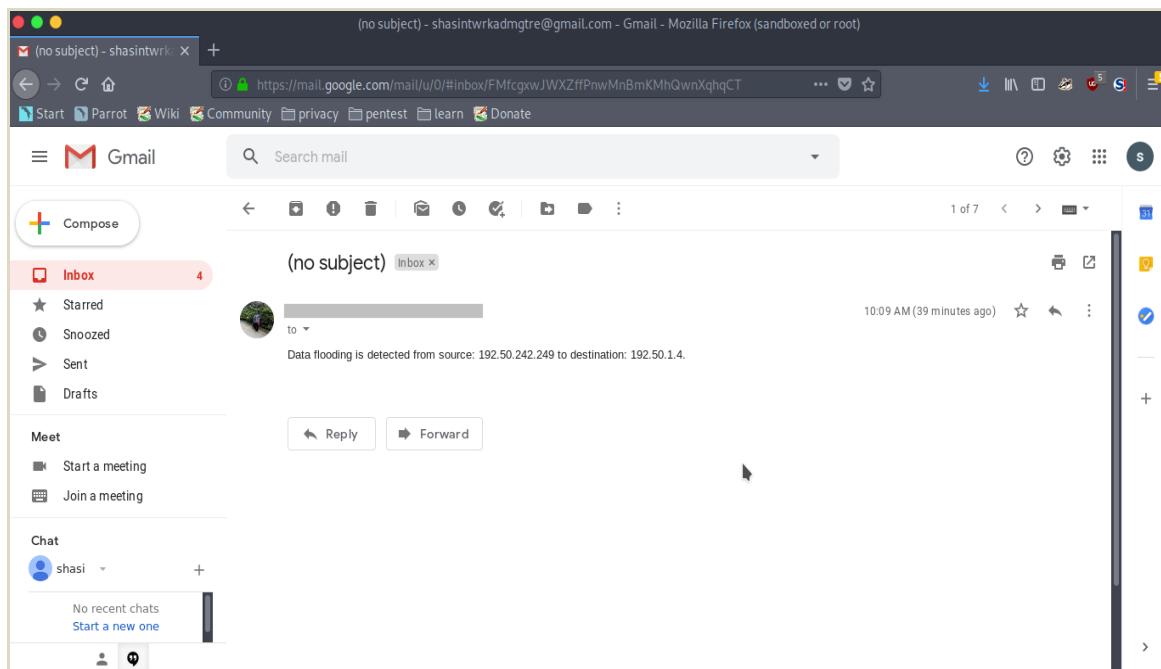 (no subject) - shasintwrkadmgtre@gmail.com - Gmail - Mozilla Firefox (sandboxed or root)
(no subject) - shasintwrk
https://mail.google.com/mail/u/0/#inbox/FMfcgxwJWXZffPnwMnBmKMhQwnXqhqCT
5
Start Parrot Wiki Community privacy pentest learn Donate
Gmail
Search mail
S
Compose
1 of 7
31
(no subject) Inbox ×
Inbox 4
Starred
Snoozed
Sent
Drafts
10:09 AM (39 minutes ago)
to
Data flooding is detected from source: 192.50.242.249 to destination: 192.50.1.4.
Reply Forward
Meet
Start a meeting
Join a meeting
Chat
shasi
No recent chats
Start a new one